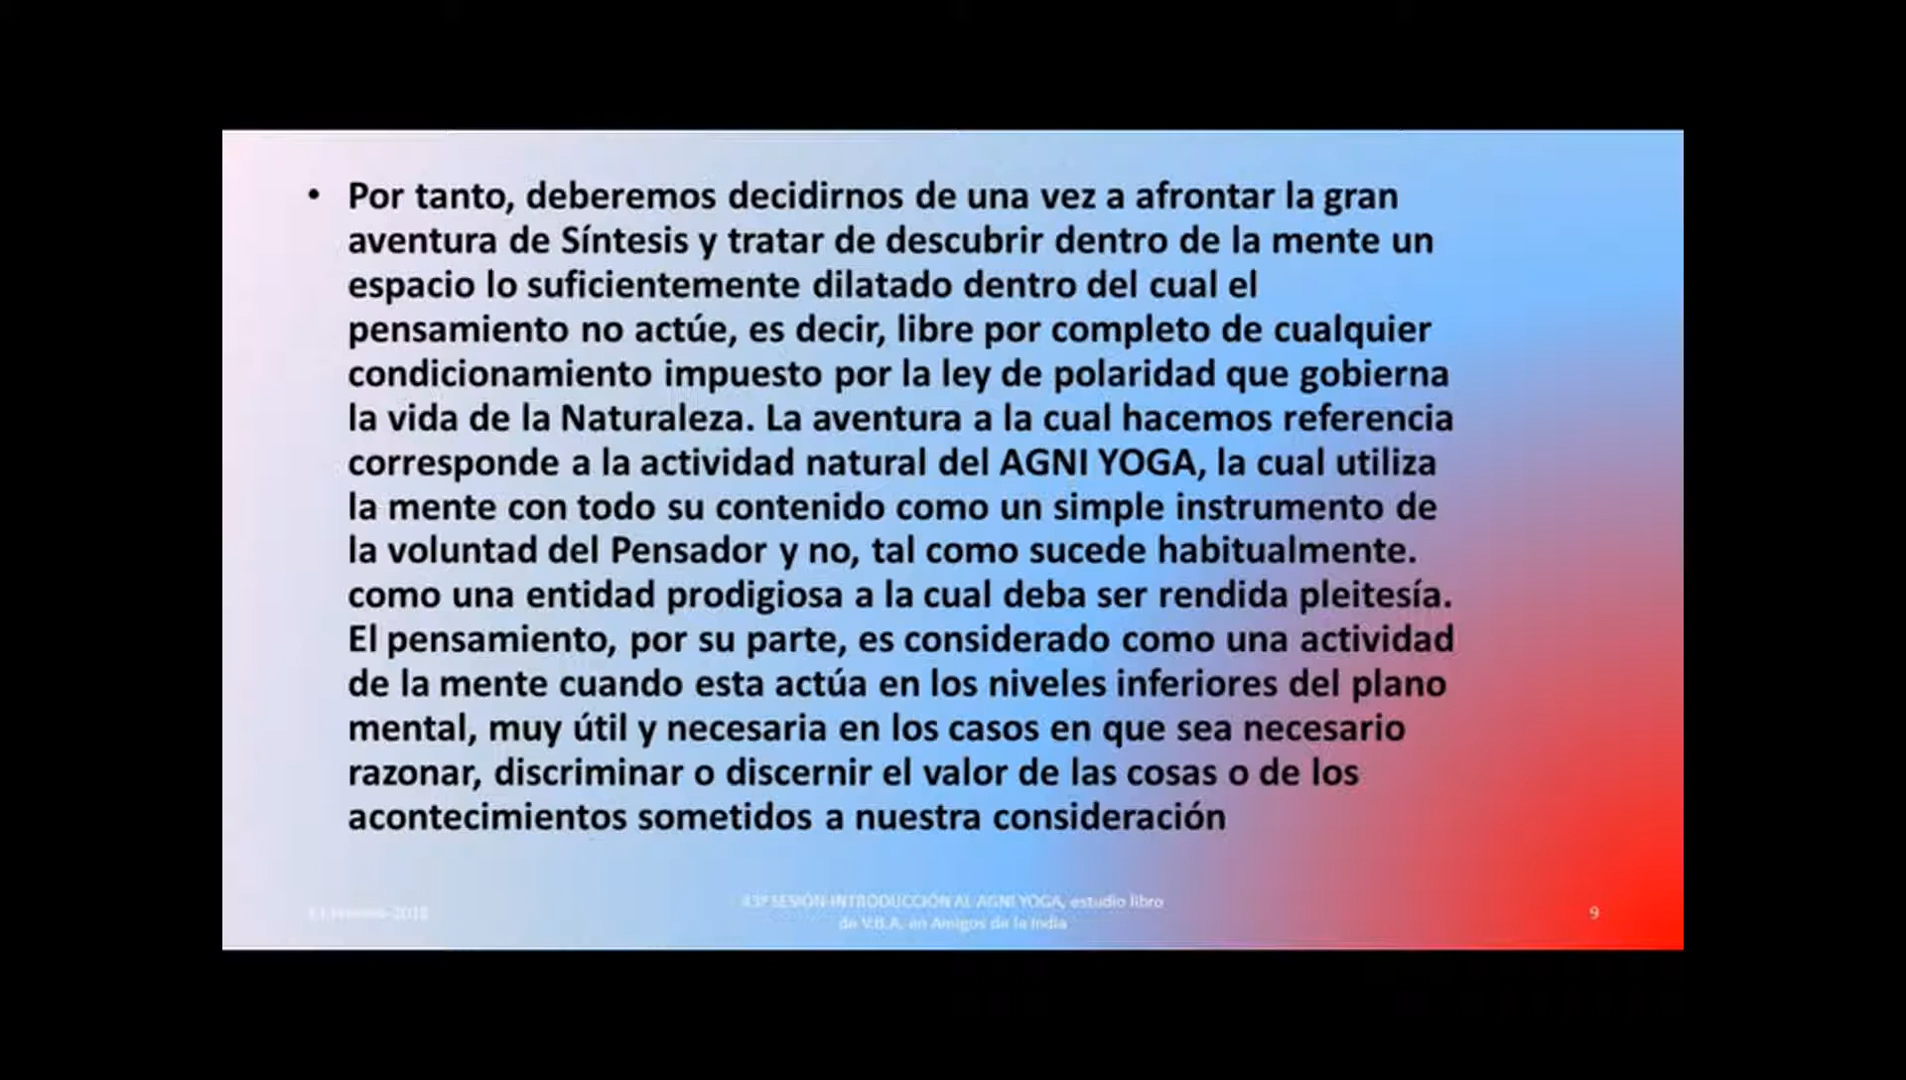 • Por tanto, deberemos decidirnos de una vez a afrontar la gran
aventura de Síntesis y tratar de descubrir dentro de la mente un
espacio lo suficientemente dilatado dentro del cual el
pensamiento no actúe, es decir, libre por completo de cualquier
condicionamiento impuesto por la ley de polaridad que gobierna
la vida de la Naturaleza. La aventura a la cual hacemos referencia
corresponde a la actividad natural del AGNI YOGA, la cual utiliza
la mente con todo su contenido como un simple instrumento de
la voluntad del Pensador y no, tal como sucede habitualmente.
como una entidad prodigiosa a la cual deba ser rendida pleitesía.
El pensamiento, por su parte, es considerado como una actividad
de la mente cuando esta actúa en los niveles inferiores del plano
mental, muy útil y necesaria en los casos en que sea necesario
razonar, discriminar o discernir el valor de las cosas o de los
acontecimientos sometidos a nuestra consideración
SESIÓN INTRODUCCIÓN AL AGNI YOGA, estudio libro
de V.B.A. en Amigos de la India
9